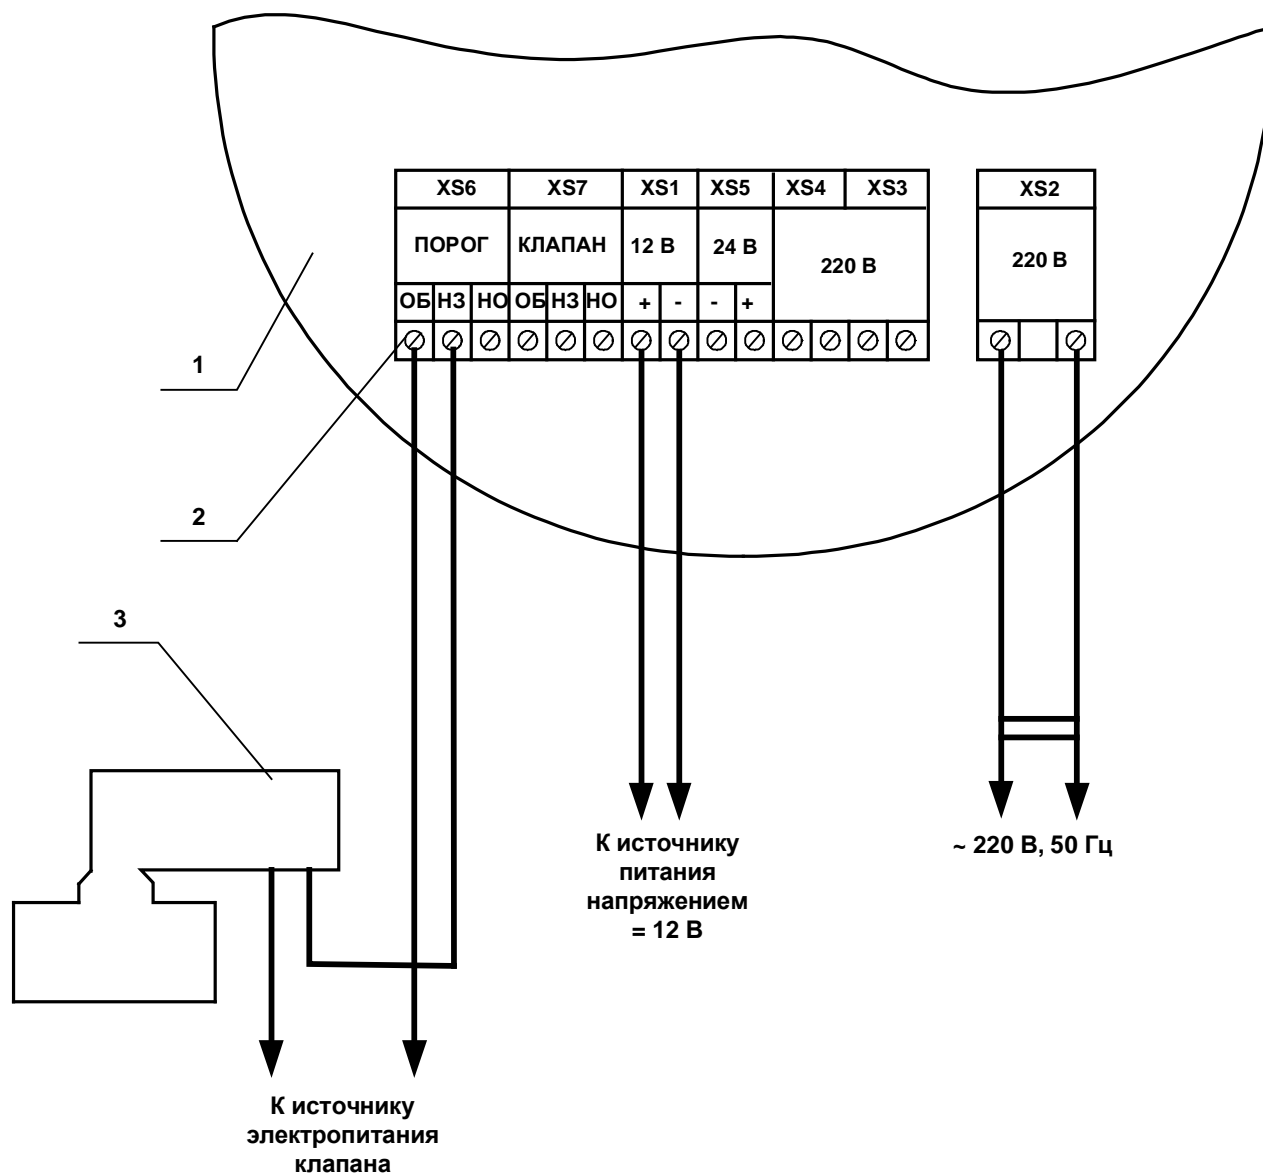 XS6 XS7 XS1 XS5 XS4 XS3 XS2
ПОРОГ КЛАПАН 12 В 24 В 220 В 220 В
ОБ НЗ НО ОБ НЗ НО + - - +
1
2
3
К источнику
питания
напряжением
= 12 В
~ 220 В, 50 Гц
К источнику
электропитания
клапана